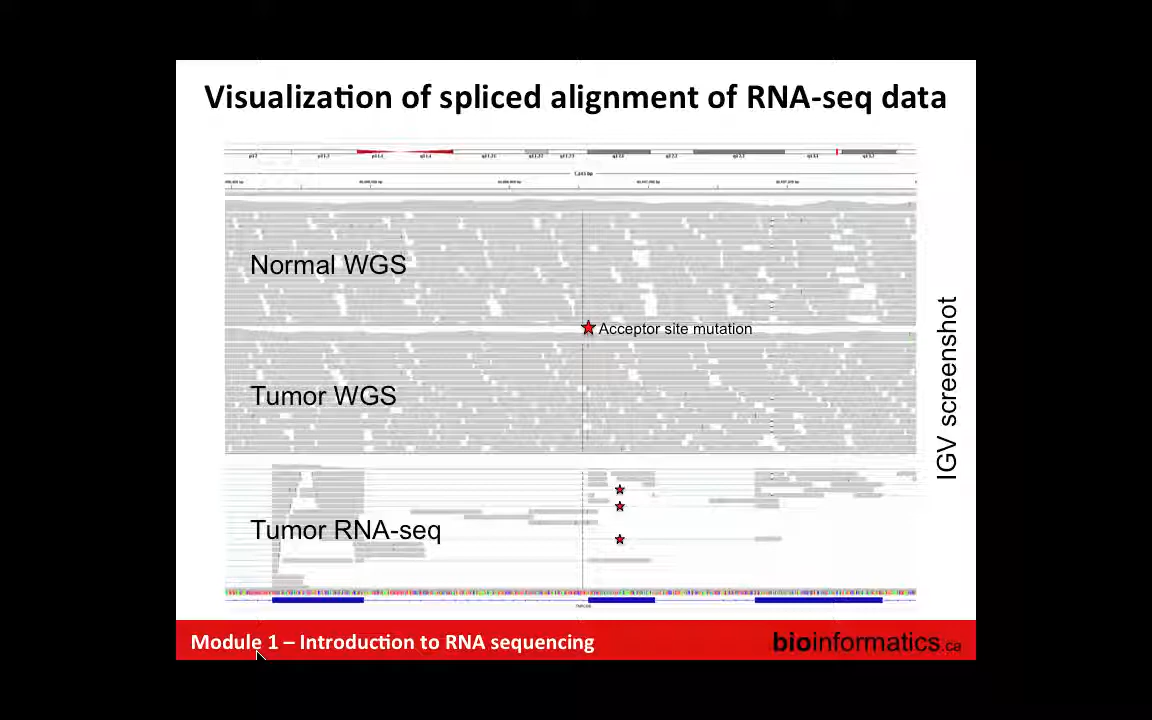 Visualization of spliced alignment of RNA-seq data
Normal WGS
Acceptor site mutation
Tumor WGS
IGV screenshot
Tumor RNA-seq
Module 1 – Introduction to RNA sequencing
bioinformatics.ca